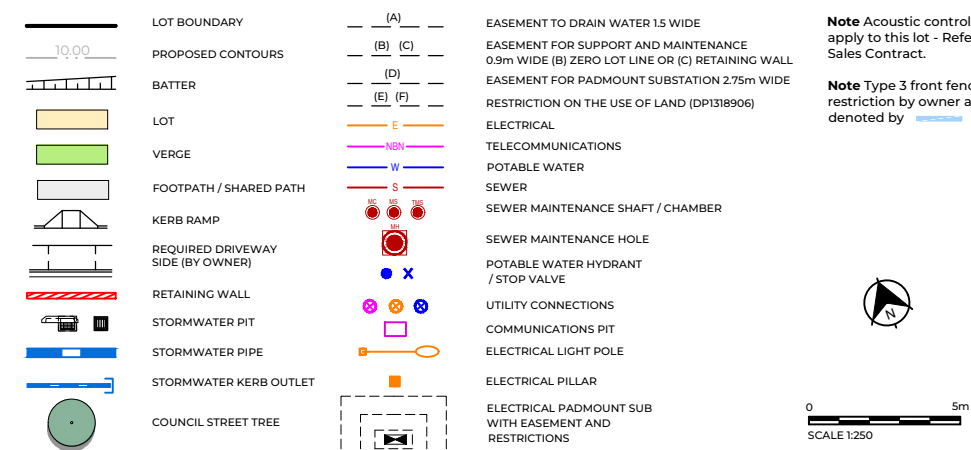 LOT BOUNDARY
10.00
PROPOSED CONTOURS
BATTER
LOT
VERGE
FOOTPATH / SHARED PATH
KERB RAMP
REQUIRED DRIVEWAY
SIDE (BY OWNER)
RETAINING WALL
STORMWATER PIT
STORMWATER PIPE
STORMWATER KERB OUTLET
COUNCIL STREET TREE
(A)
EASEMENT TO DRAIN WATER 1.5 WIDE
(B) (C)
EASEMENT FOR SUPPORT AND MAINTENANCE
0.9m WIDE (B) ZERO LOT LINE OR (C) RETAINING WALL
(D)
EASEMENT FOR PADMOUNT SUBSTATION 2.75m WIDE
(E) (F)
RESTRICTION ON THE USE OF LAND (DP1318906)
E
ELECTRICAL
NBN
TELECOMMUNICATIONS
W
POTABLE WATER
S
SEWER
MC MS TMS
SEWER MAINTENANCE SHAFT / CHAMBER
MH
SEWER MAINTENANCE HOLE
POTABLE WATER HYDRANT
/ STOP VALVE
UTILITY CONNECTIONS
COMMUNICATIONS PIT
ELECTRICAL LIGHT POLE
ELECTRICAL PILLAR
ELECTRICAL PADMOUNT SUB
WITH EASEMENT AND
RESTRICTIONS
Note Acoustic control
apply to this lot - Refe
Sales Contract.
Note Type 3 front fenc
restriction by owner a
denoted by
N
0 5m
SCALE 1:250